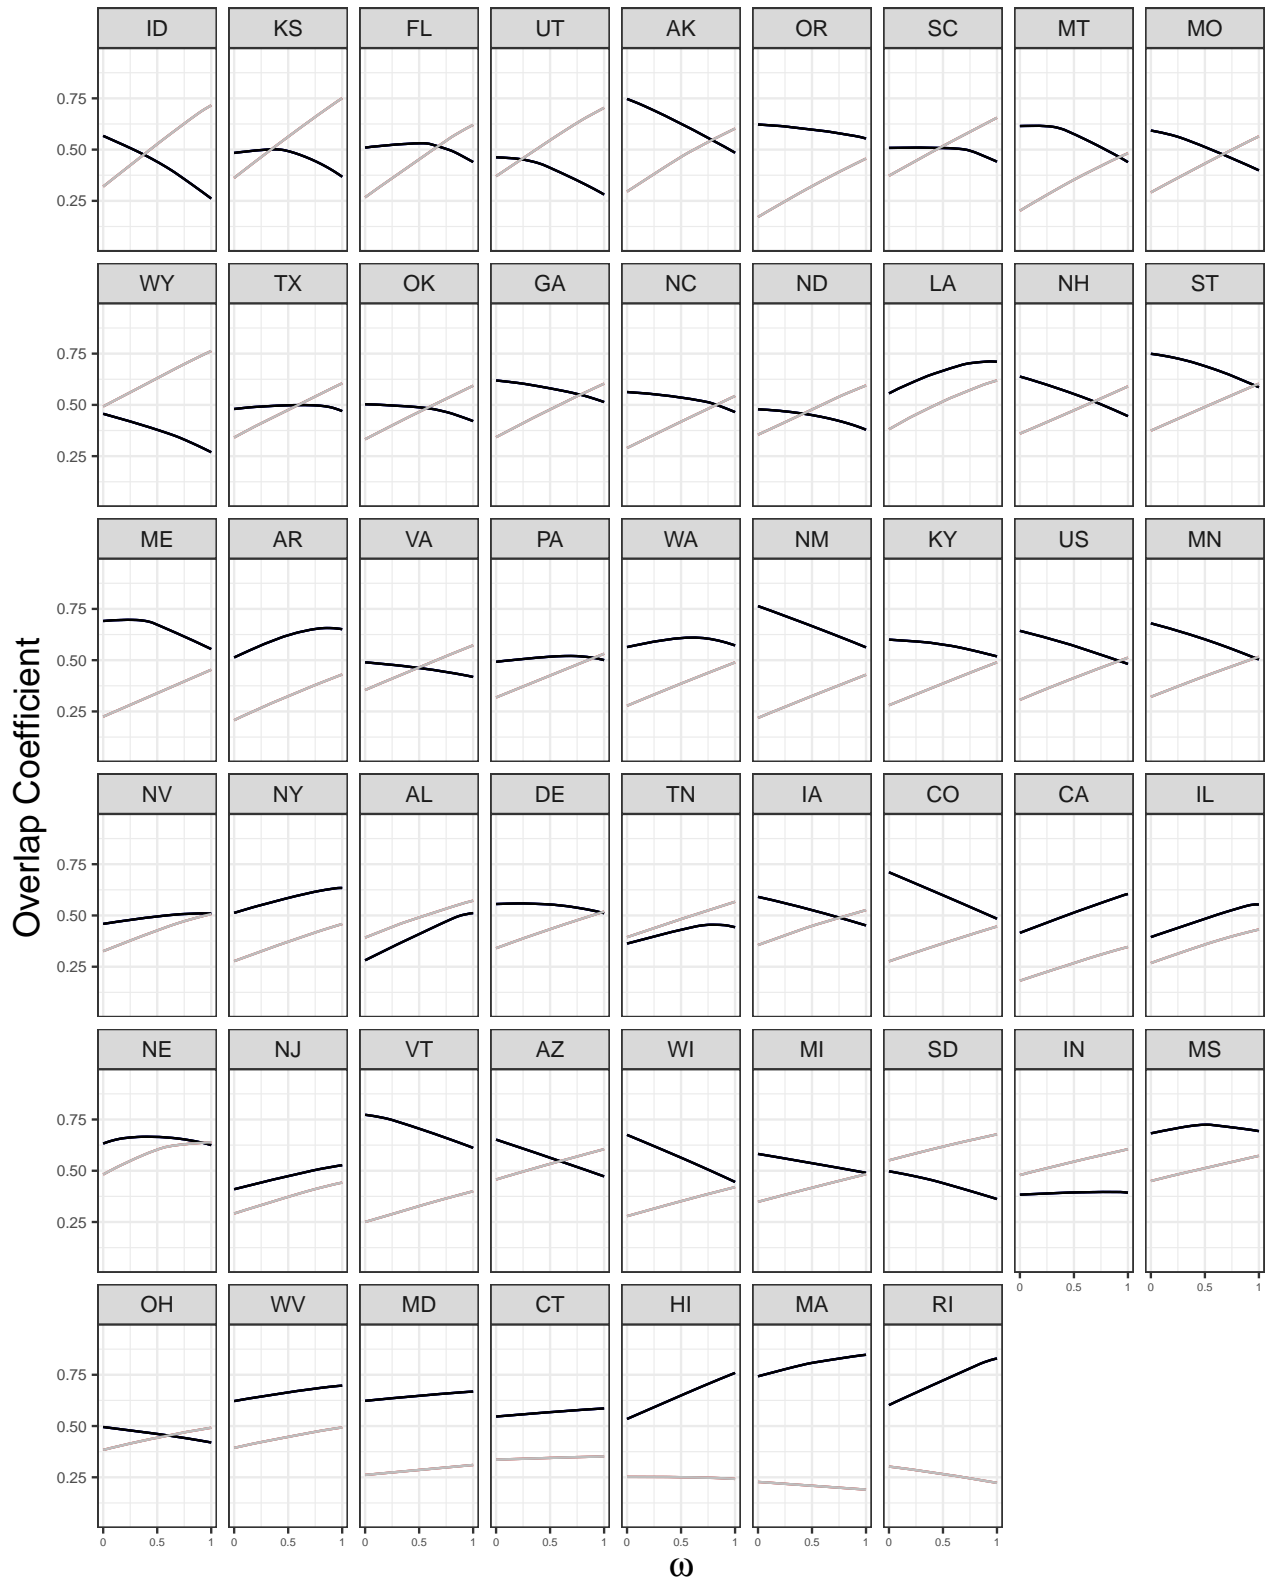 ID KS FL UT AK OR SC MT MO
0.75
0.50
0.25
WY TX OK GA NC ND LA NH ST
0.75
0.50
0.25
ME AR VA PA WA NM KY US MN
0.75
0.50
0.25
Overlap Coefficient
NV NY AL DE TN IA CO CA IL
0.75
0.50
0.25
NE NJ VT AZ WI MI SD IN MS
0.75
0.50
0.25
0 0.5 1 0 0.5 1
OH WV MD CT HI MA RI
0.75
0.50
0.25
0 0.5 1 0 0.5 1 0 0.5 1 0 0.5 1 0 0.5 1 0 0.5 1 0 0.5 1
ω